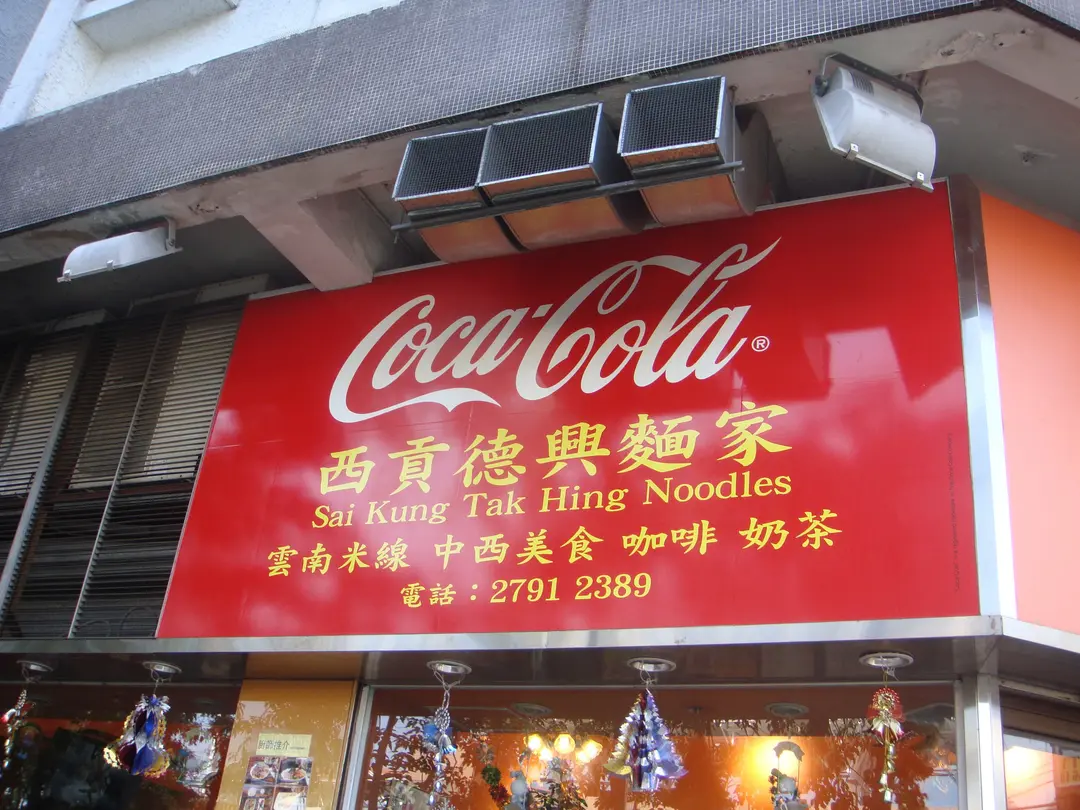 Coca-Cola®
西貢德興麵家
Sai Kung Tak Hing Noodles
雲南米線 中西美食 咖啡 奶茶
電話：2791 2389